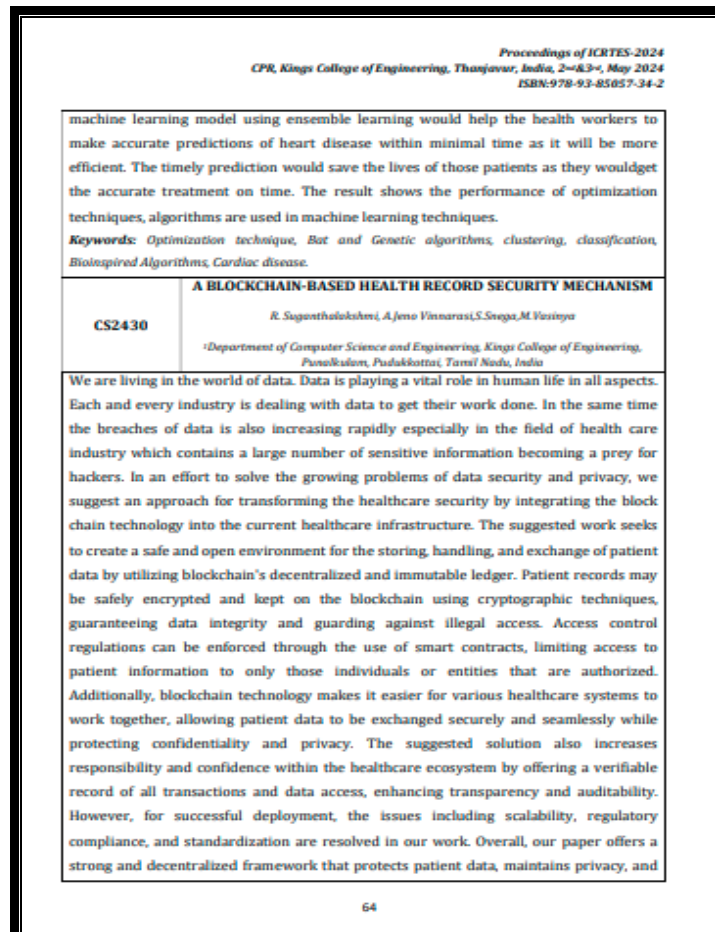 Proceedings of ICRTES-2024
CPR, Kings College of Engineering, Thanjavur, India, 2nd&3rd, May 2024
ISBN:978-93-85057-34-2
machine learning model using ensemble learning would help the health workers to
make accurate predictions of heart disease within minimal time as it will be more
efficient. The timely prediction would save the lives of those patients as they wouldget
the accurate treatment on time. The result shows the performance of optimization
techniques, algorithms are used in machine learning techniques.
Keywords: Optimization technique, Bat and Genetic algorithms, clustering, classification,
Bioinspired Algorithms, Cardiac disease.
CS2430
A BLOCKCHAIN-BASED HEALTH RECORD SECURITY MECHANISM
R. Suganthalakshmi, A.Jeno Vinnarasi,S.Snega,M.Vasinya
1Department of Computer Science and Engineering, Kings College of Engineering,
Punalkulam, Pudukkottai, Tamil Nadu, India
We are living in the world of data. Data is playing a vital role in human life in all aspects.
Each and every industry is dealing with data to get their work done. In the same time
the breaches of data is also increasing rapidly especially in the field of health care
industry which contains a large number of sensitive information becoming a prey for
hackers. In an effort to solve the growing problems of data security and privacy, we
suggest an approach for transforming the healthcare security by integrating the block
chain technology into the current healthcare infrastructure. The suggested work seeks
to create a safe and open environment for the storing, handling, and exchange of patient
data by utilizing blockchain's decentralized and immutable ledger. Patient records may
be safely encrypted and kept on the blockchain using cryptographic techniques,
guaranteeing data integrity and guarding against illegal access. Access control
regulations can be enforced through the use of smart contracts, limiting access to
patient information to only those individuals or entities that are authorized.
Additionally, blockchain technology makes it easier for various healthcare systems to
work together, allowing patient data to be exchanged securely and seamlessly while
protecting confidentiality and privacy. The suggested solution also increases
responsibility and confidence within the healthcare ecosystem by offering a verifiable
record of all transactions and data access, enhancing transparency and auditability.
However, for successful deployment, the issues including scalability, regulatory
compliance, and standardization are resolved in our work. Overall, our paper offers a
strong and decentralized framework that protects patient data, maintains privacy, and
64